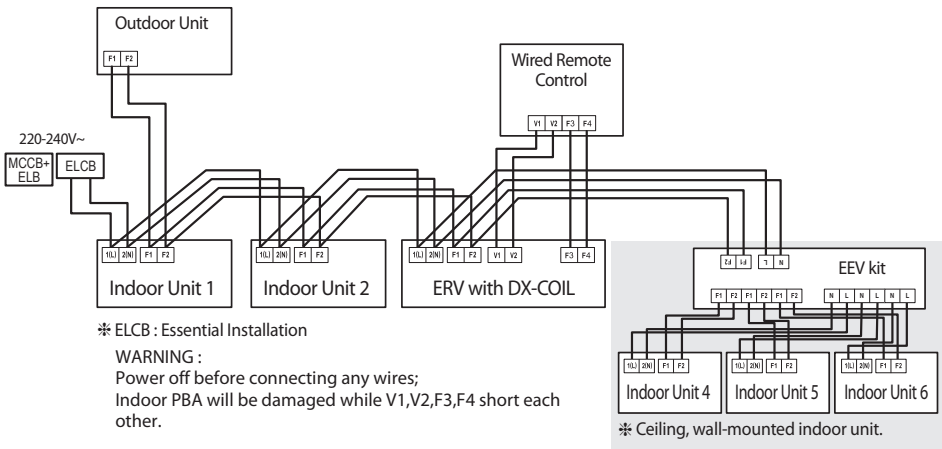 Outdoor Unit
F1 F2
Wired Remote
Control
V1 V2 F3 F4
220-240V~
MCCB+
ELB
ELCB
1(L) 2(N) F1 F2
Indoor Unit 1
1(L) 2(N) F1 F2
Indoor Unit 2
1(L) 2(N) F1 F2 V1 V2 F3 F4
ERV with DX-COIL
F2 F1 L N
EEV kit
F1 F2 F1 F2 F1 F2 N L N L N L
1(L) 2(N) F1 F2
Indoor Unit 4
1(L) 2(N) F1 F2
Indoor Unit 5
1(L) 2(N) F1 F2
Indoor Unit 6
❈ Ceiling, wall-mounted indoor unit.
❈ ELCB : Essential Installation
WARNING :
Power off before connecting any wires;
Indoor PBA will be damaged while V1,V2,F3,F4 short each
other.